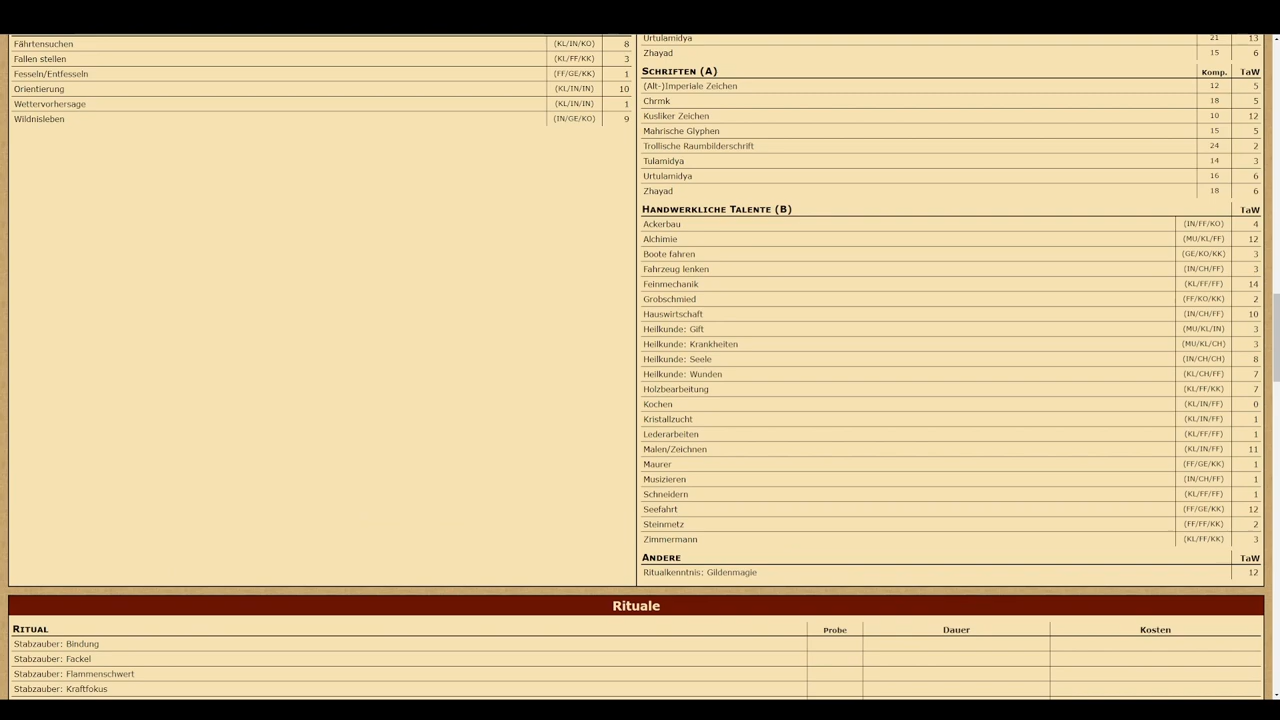 Fährtensuchen (KL/IN/KO) 8
Fallen stellen (KL/FF/KK) 3
Fesseln/Entfesseln (FF/GE/KK) 1
Orientierung (KL/IN/IN) 10
Wettervorhersage (KL/IN/IN) 1
Wildnisleben (IN/GE/KO) 9
Urtulamidya 21 13
Zhayad 15 6
Schriften (A) Komp. TaW
(Alt-)Imperiale Zeichen 12 5
Chrmk 18 5
Kusliker Zeichen 10 12
Mahrische Glyphen 15 5
Trollische Raumbilderschrift 24 2
Tulamidya 14 3
Urtulamidya 16 6
Zhayad 18 6
Handwerkliche Talente (B) TaW
Ackerbau (IN/FF/KO) 4
Alchimie (MU/KL/FF) 12
Boote fahren (GE/KO/KK) 3
Fahrzeug lenken (IN/CH/FF) 3
Feinmechanik (KL/FF/FF) 14
Grobschmied (FF/KO/KK) 2
Hauswirtschaft (IN/CH/FF) 10
Heilkunde: Gift (MU/KL/IN) 3
Heilkunde: Krankheiten (MU/KL/CH) 3
Heilkunde: Seele (IN/CH/CH) 8
Heilkunde: Wunden (KL/CH/FF) 7
Holzbearbeitung (KL/FF/KK) 7
Kochen (KL/IN/FF) 0
Kristallzucht (KL/IN/FF) 1
Lederarbeiten (KL/FF/FF) 1
Malen/Zeichnen (KL/IN/FF) 11
Maurer (FF/GE/KK) 1
Musizieren (IN/CH/FF) 1
Schneidern (KL/FF/FF) 1
Seefahrt (FF/GE/KK) 12
Steinmetz (FF/FF/KK) 2
Zimmermann (KL/FF/KK) 3
Andere TaW
Ritualkenntnis: Gildenmagie 12
Rituale
Ritual Probe Dauer Kosten
Stabzauber: Bindung
Stabzauber: Fackel
Stabzauber: Flammenschwert
Stabzauber: Kraftfokus